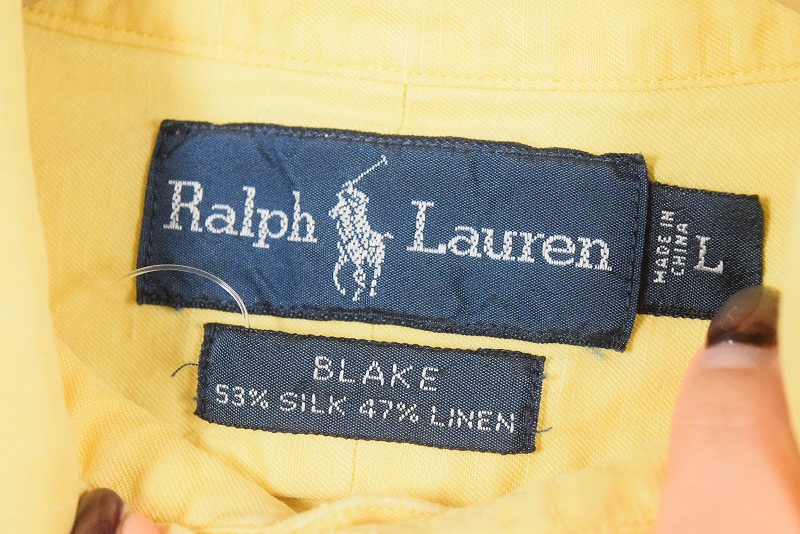 Ralph Lauren
MADE IN
CHINA
L
BLAKE
53% SILK 47% LINEN